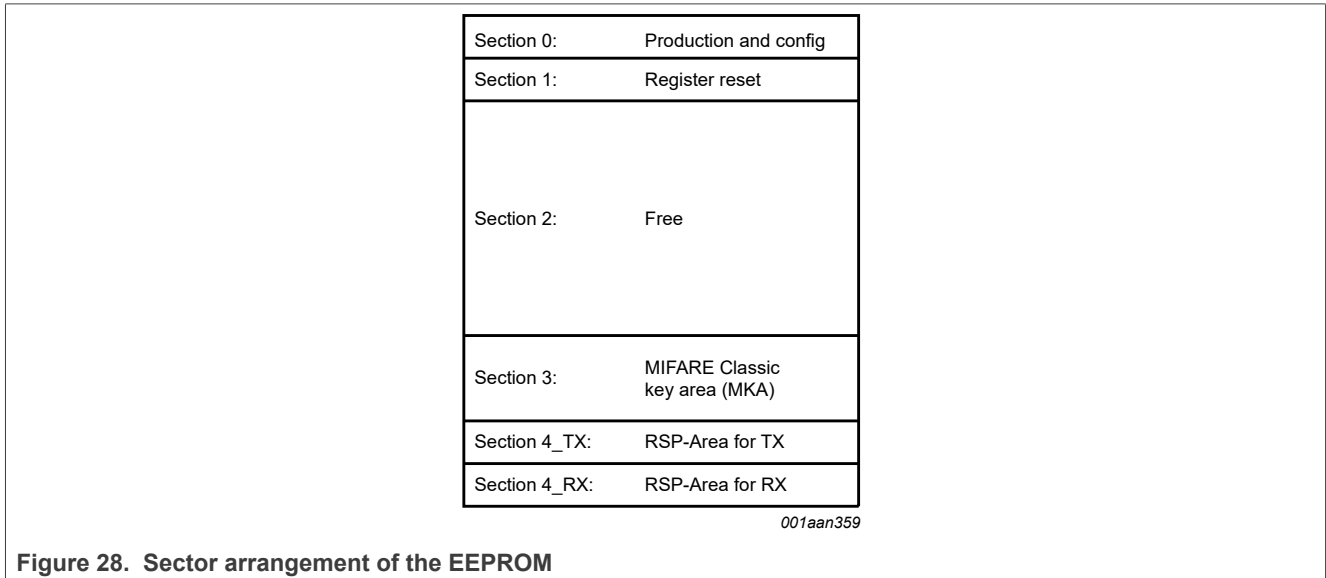 Section 0: Production and config
Section 1: Register reset
Section 2: Free
Section 3: MIFARE Classic
key area (MKA)
Section 4_TX: RSP-Area for TX
Section 4_RX: RSP-Area for RX
001aan359
Figure 28. Sector arrangement of the EEPROM